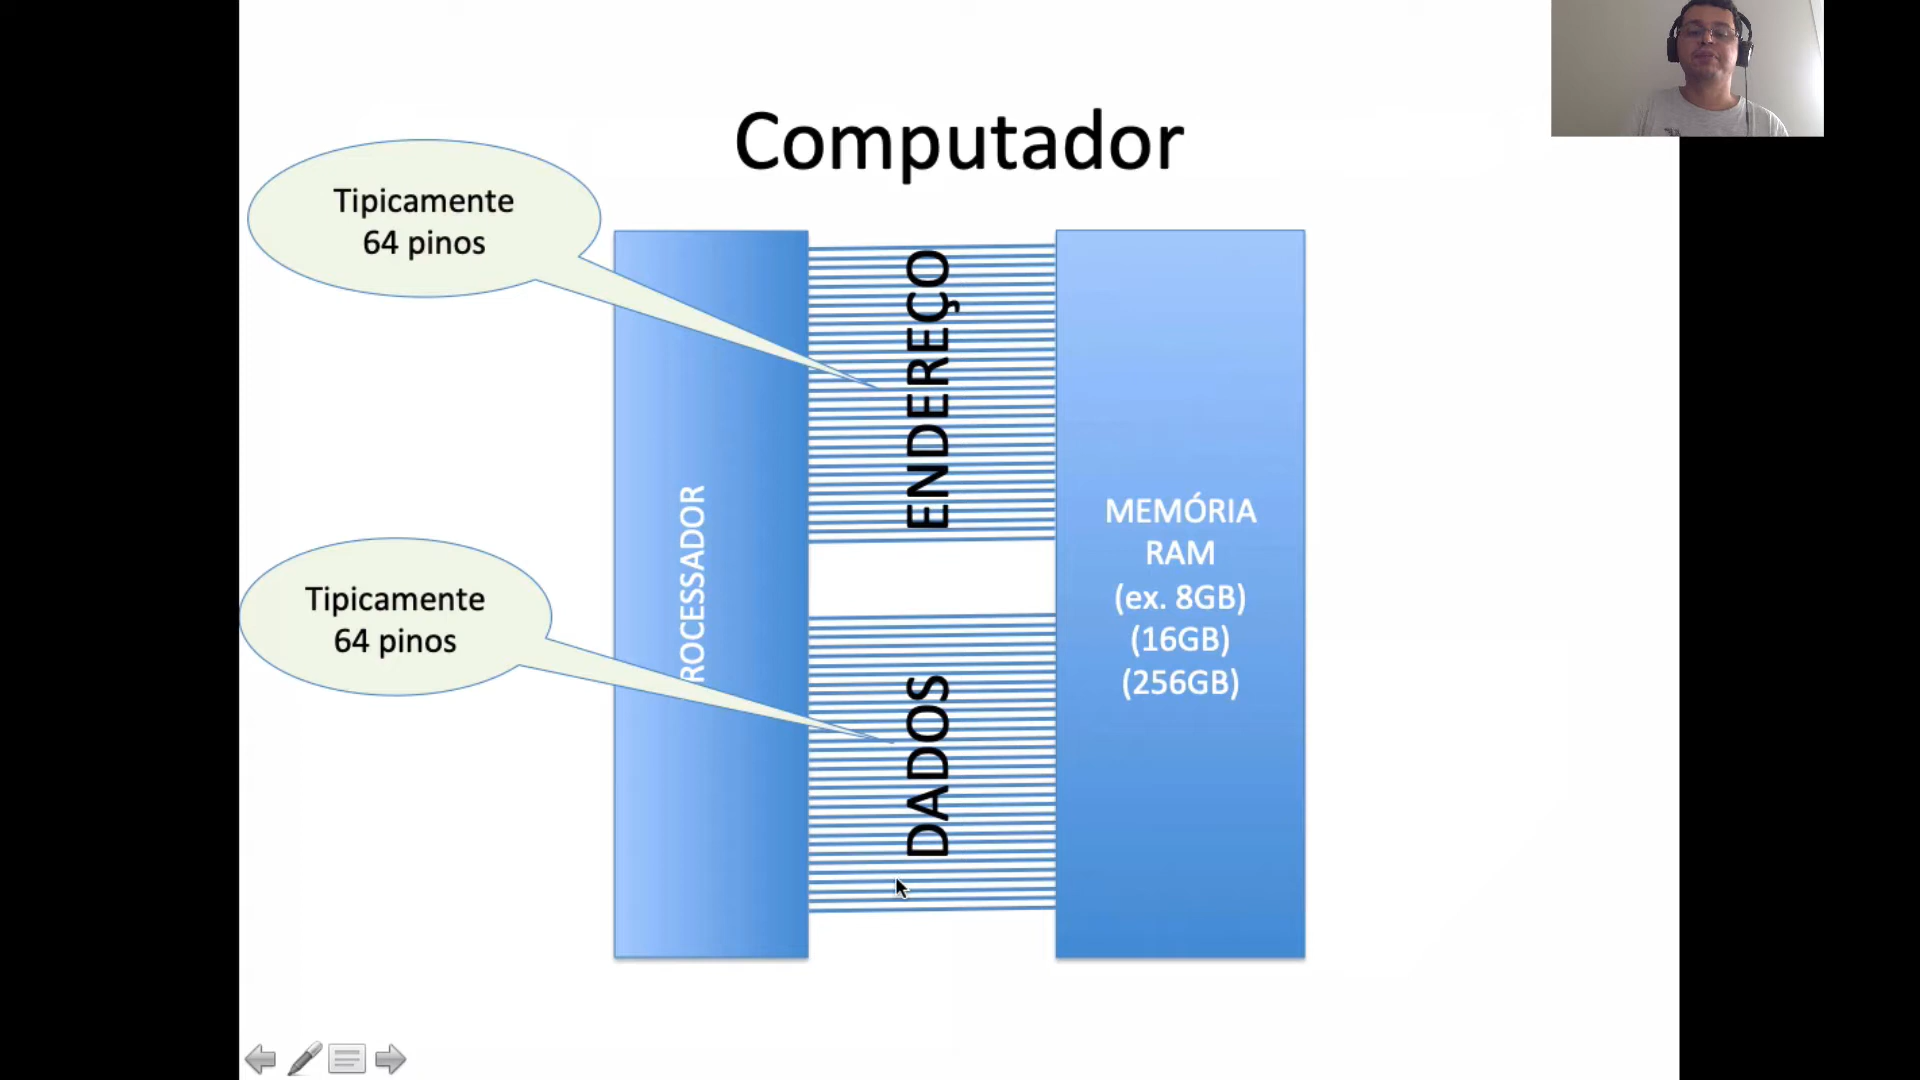 Computador
Tipicamente
64 pinos
ENDEREÇO
ROCESSADOR
MEMÓRIA
RAM
(ex. 8GB)
(16GB)
(256GB)
Tipicamente
64 pinos
DADOS